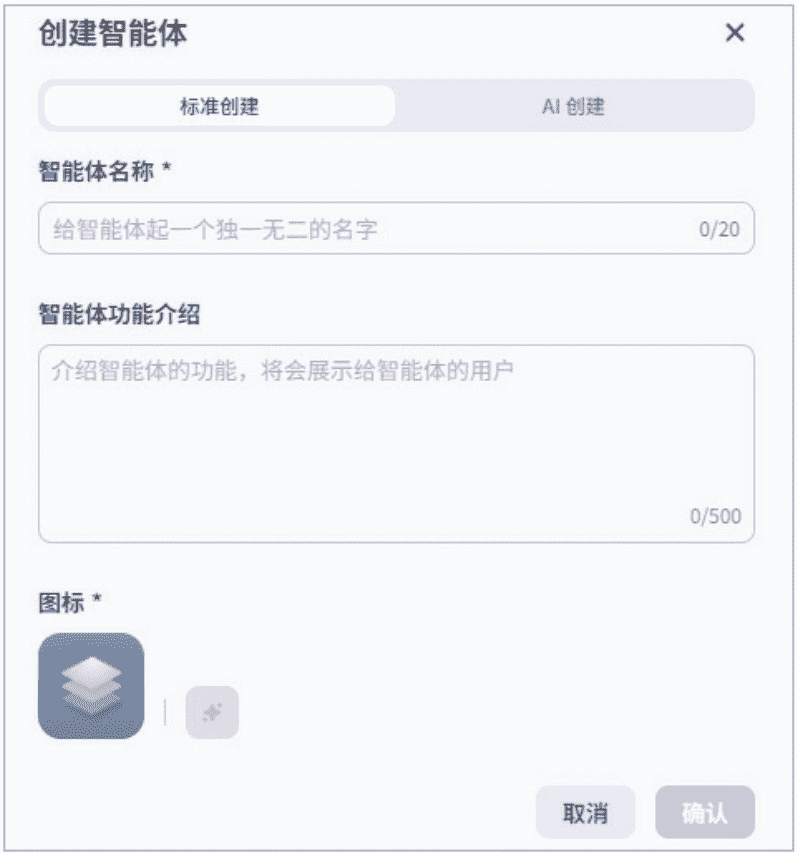 创建智能体
标准创建
AI 创建
智能体名称 *
给智能体起一个独一无二的名字
0/20
智能体功能介绍
介绍智能体的功能，将会展示给智能体的用户
0/500
图标 *
取消
确认